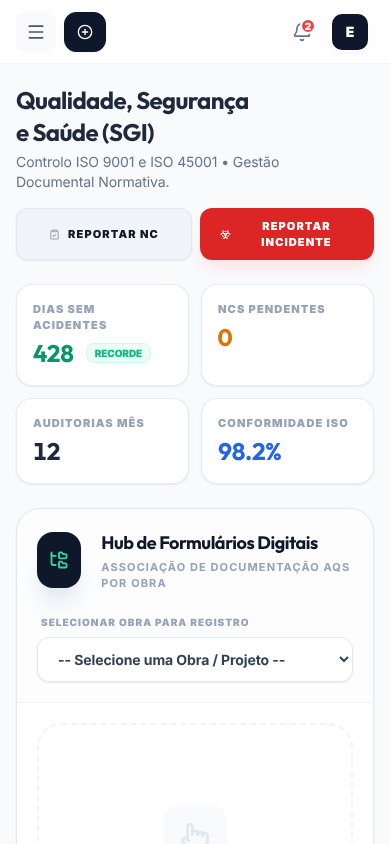 2
E
Qualidade, Segurança
e Saúde (SGI)
Controlo ISO 9001 e ISO 45001 • Gestão
Documental Normativa.
REPORTAR NC
REPORTAR
INCIDENTE
DIAS SEM
ACIDENTES
428 RECORDE
NCS PENDENTES
0
AUDITORIAS MÊS
12
CONFORMIDADE ISO
98.2%
Hub de Formulários Digitais
ASSOCIAÇÃO DE DOCUMENTAÇÃO AQS
POR OBRA
SELECIONAR OBRA PARA REGISTRO
-- Selecione uma Obra / Projeto --